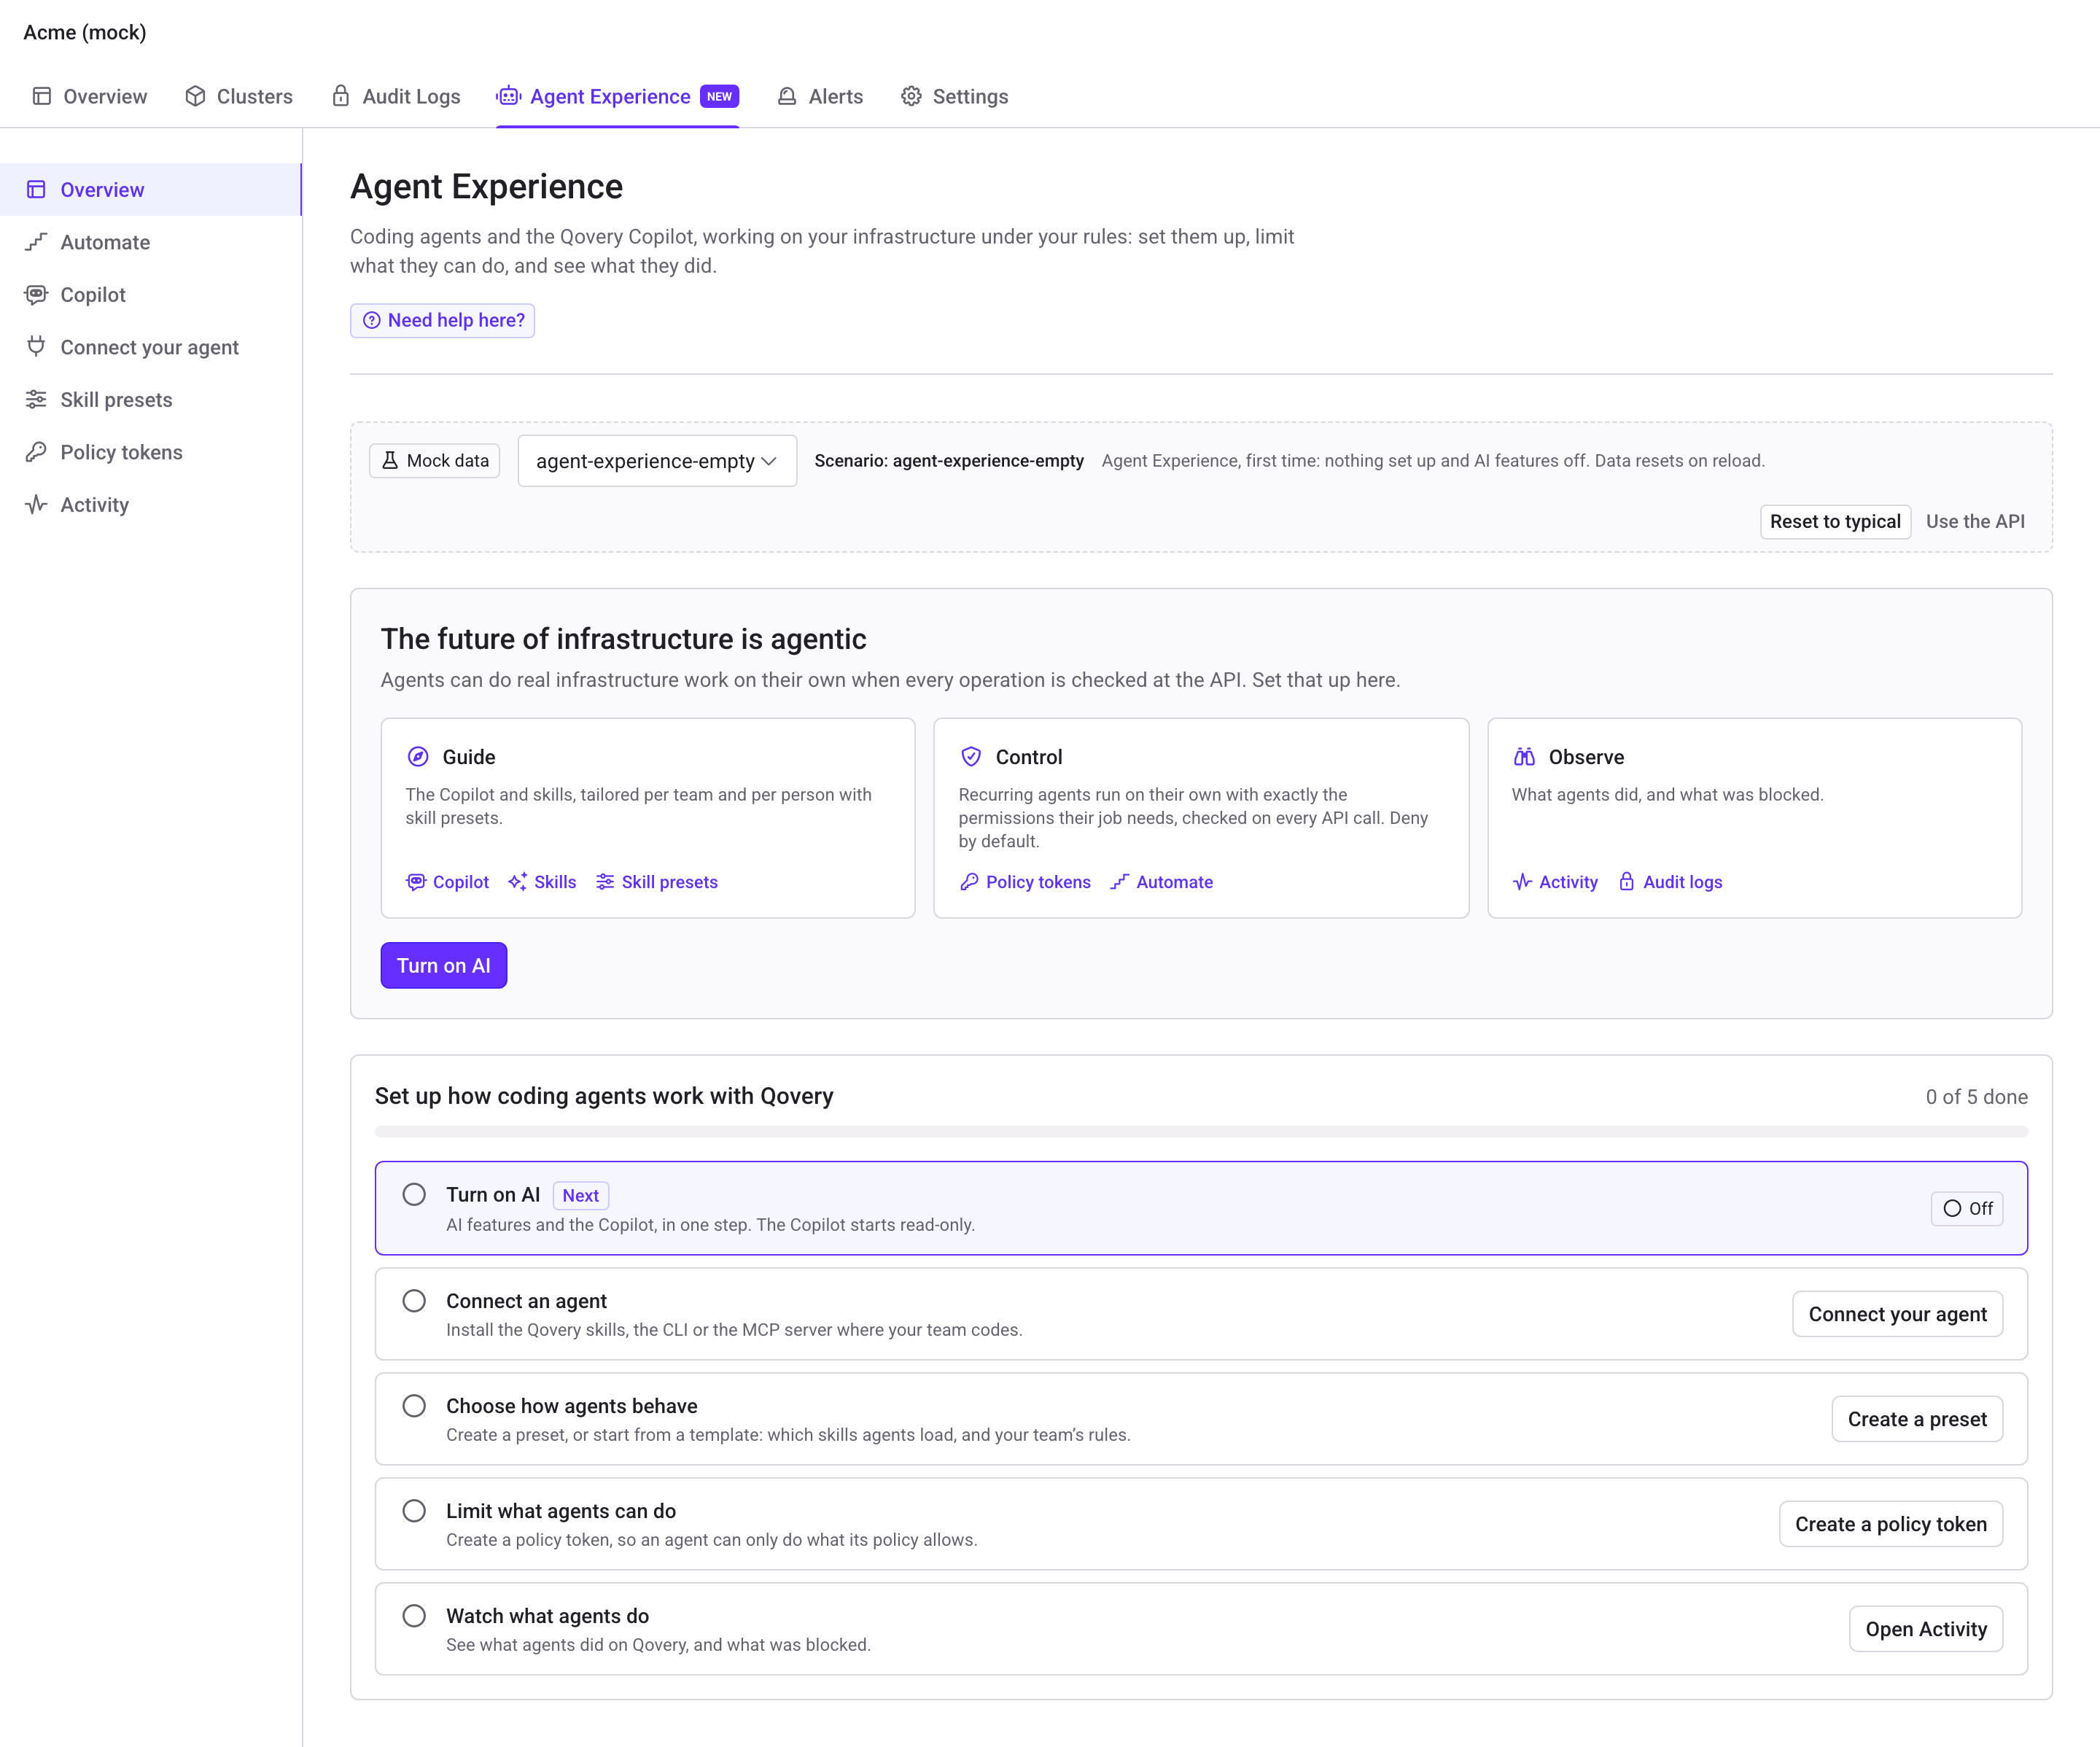 Acme (mock)
Overview
Clusters
Audit Logs
Agent Experience NEW
Alerts
Settings
Overview
Automate
Copilot
Connect your agent
Skill presets
Policy tokens
Activity
Agent Experience
Coding agents and the Qovery Copilot, working on your infrastructure under your rules: set them up, limit
what they can do, and see what they did.
Need help here?
Mock data
agent-experience-empty
Scenario: agent-experience-empty
Agent Experience, first time: nothing set up and AI features off. Data resets on reload.
Reset to typical
Use the API
The future of infrastructure is agentic
Agents can do real infrastructure work on their own when every operation is checked at the API. Set that up here.
Guide
The Copilot and skills, tailored per team and per person with
skill presets.
Copilot
Skills
Skill presets
Control
Recurring agents run on their own with exactly the
permissions their job needs, checked on every API call. Deny
by default.
Policy tokens
Automate
Observe
What agents did, and what was blocked.
Activity
Audit logs
Turn on AI
Set up how coding agents work with Qovery
0 of 5 done
Turn on AI Next
AI features and the Copilot, in one step. The Copilot starts read-only.
Off
Connect an agent
Install the Qovery skills, the CLI or the MCP server where your team codes.
Connect your agent
Choose how agents behave
Create a preset, or start from a template: which skills agents load, and your team’s rules.
Create a preset
Limit what agents can do
Create a policy token, so an agent can only do what its policy allows.
Create a policy token
Watch what agents do
See what agents did on Qovery, and what was blocked.
Open Activity